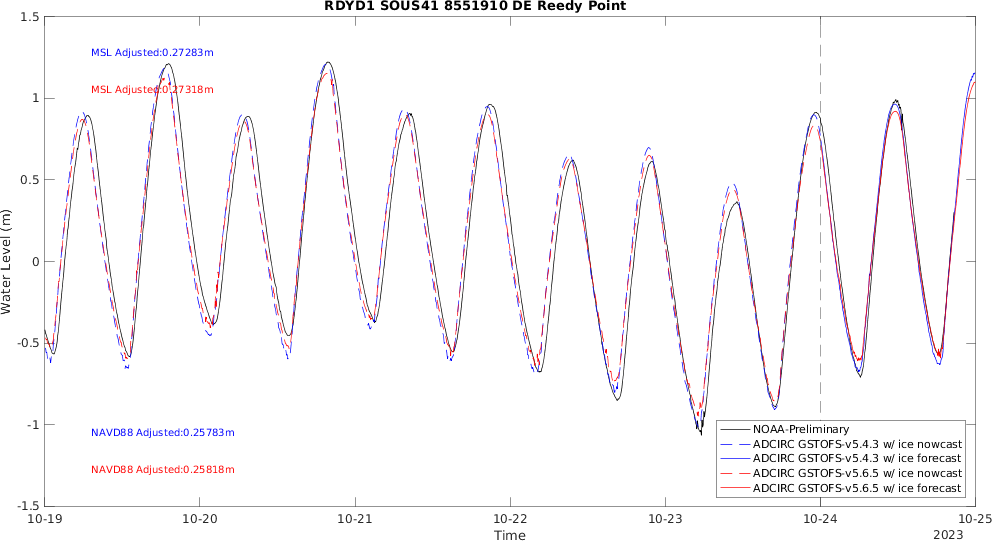 RDYD1 SOUS41 8551910 DE Reedy Point
1.5
MSL Adjusted:0.27283m
MSL Adjusted:0.27318m
1
0.5
0
-0.5
-1
-1.5
Water Level (m)
NAVD88 Adjusted:0.25783m
NAVD88 Adjusted:0.25818m
NOAA-Preliminary
ADCIRC GSTOFS-v5.4.3 w/ ice nowcast
ADCIRC GSTOFS-v5.4.3 w/ ice forecast
ADCIRC GSTOFS-v5.6.5 w/ ice nowcast
ADCIRC GSTOFS-v5.6.5 w/ ice forecast
10-19 10-20 10-21 10-22 10-23 10-24 10-25
Time
2023